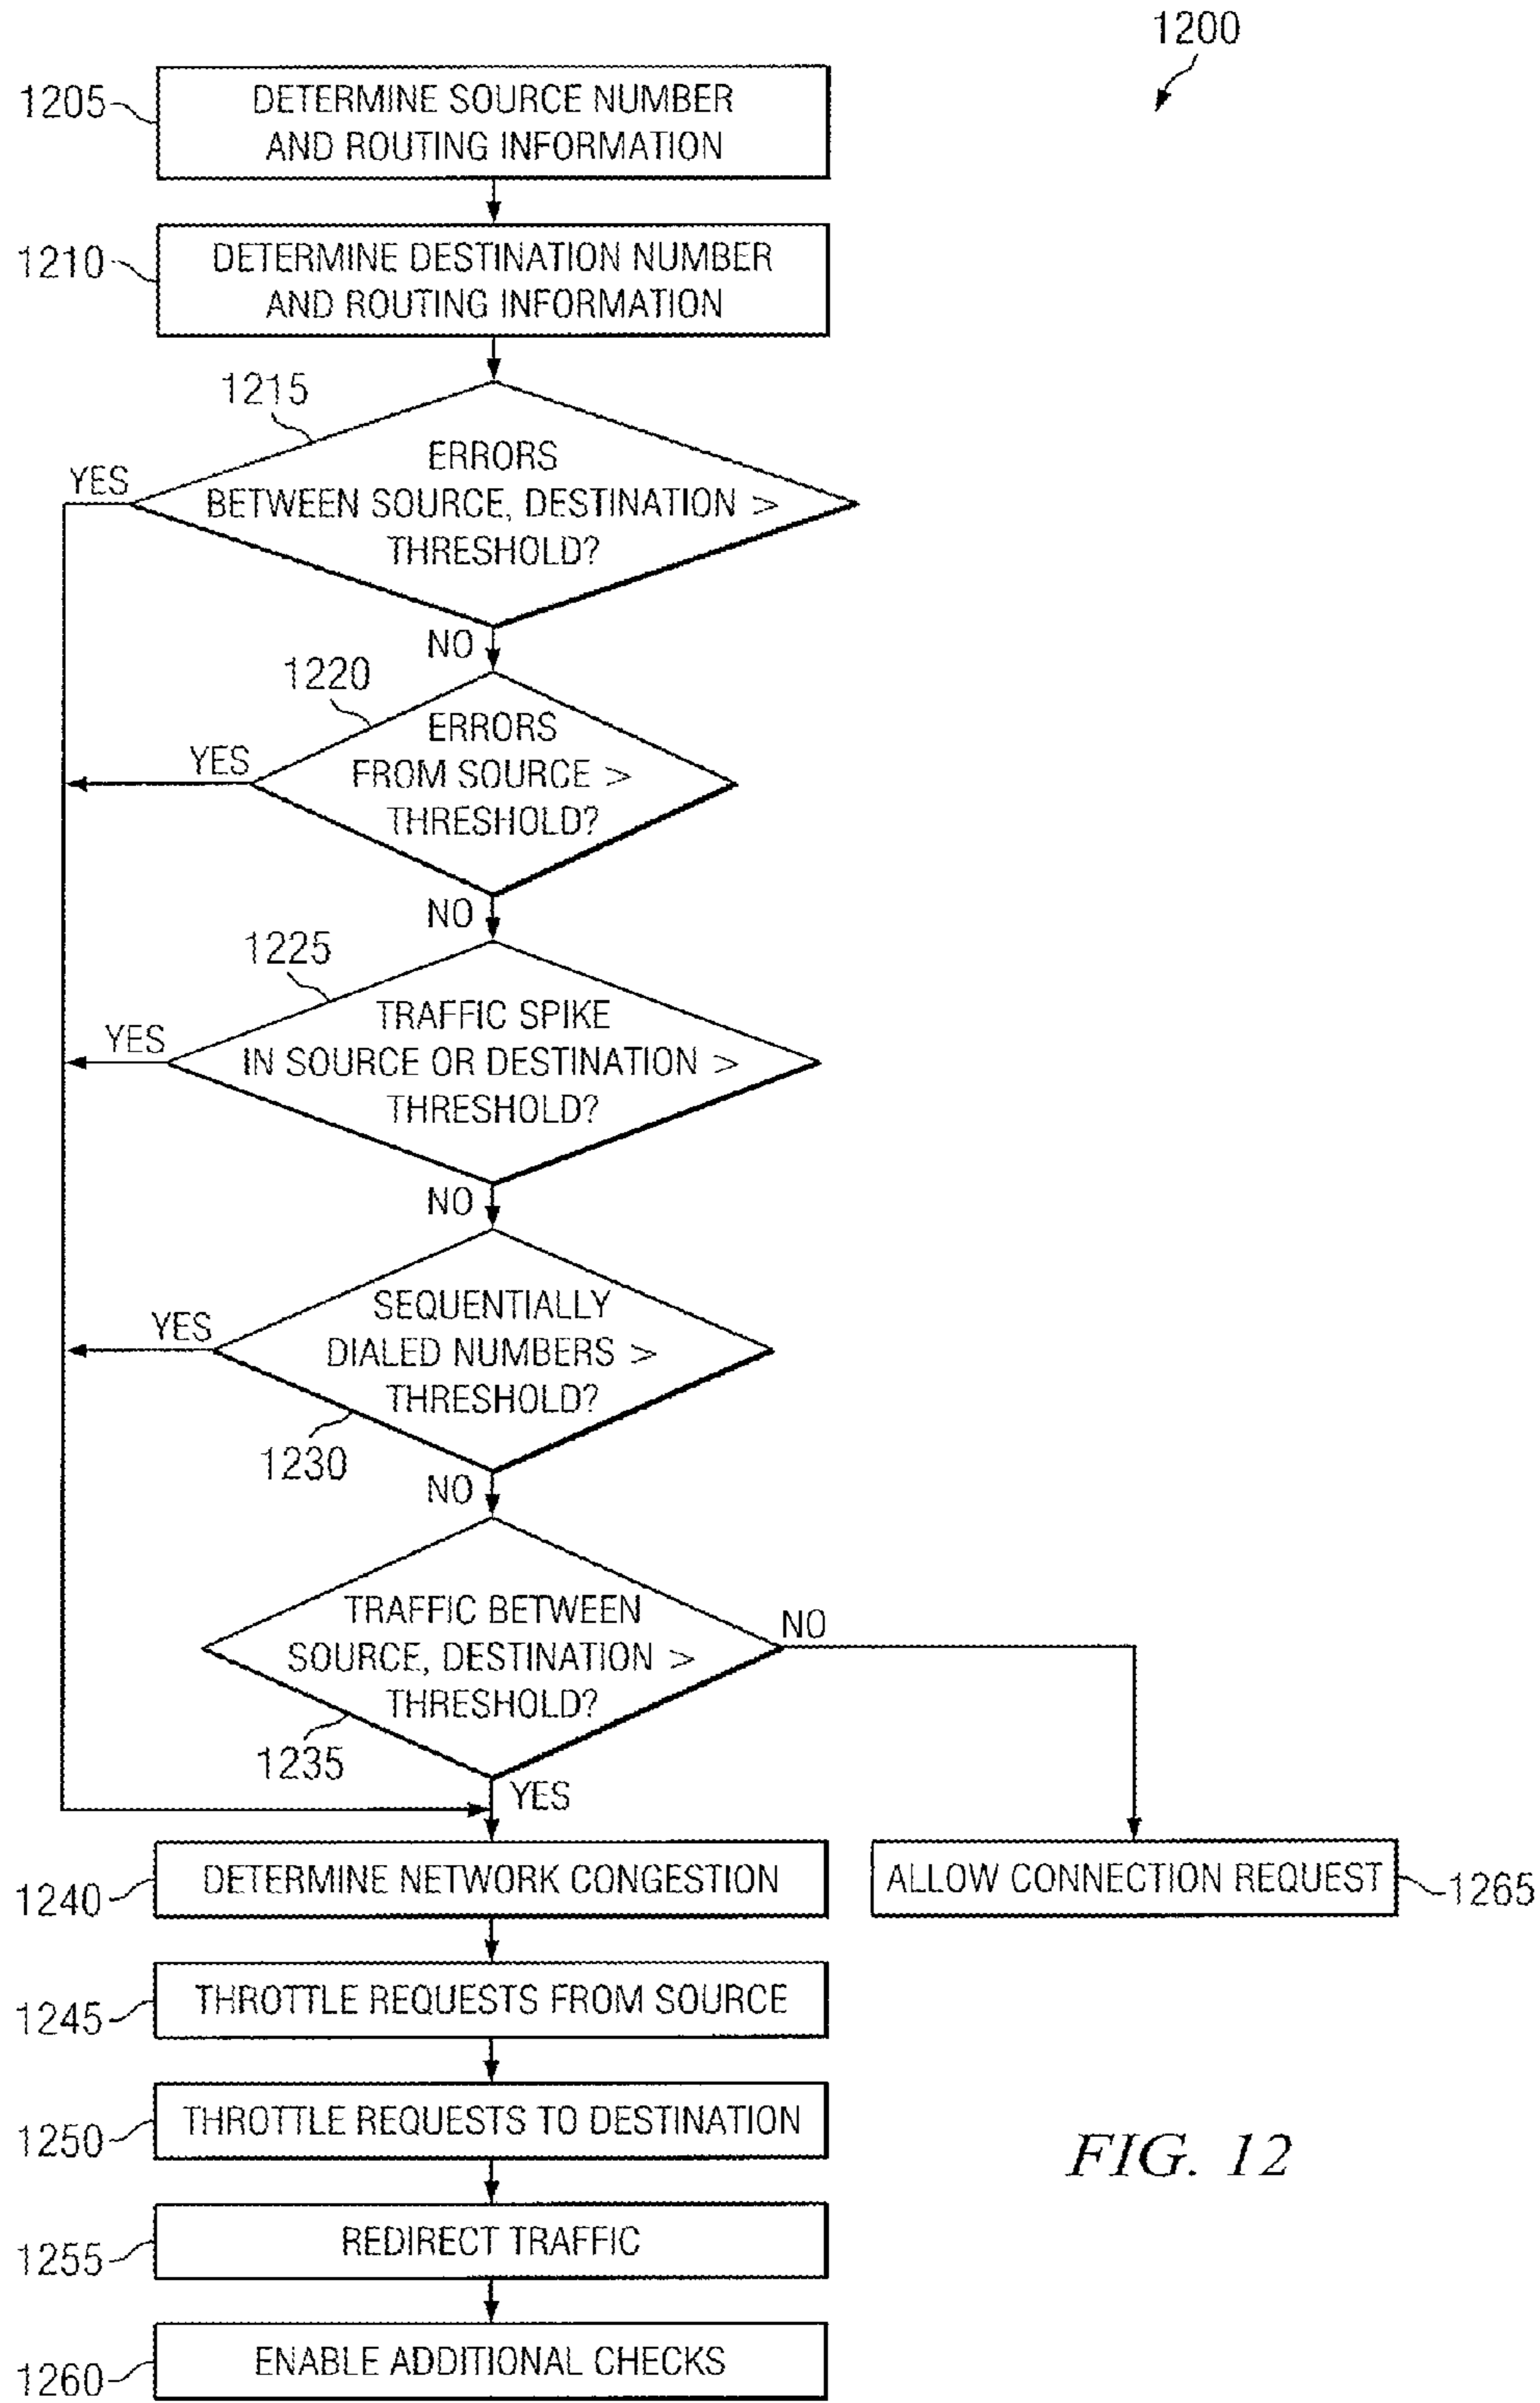 1200
1205
DETERMINE SOURCE NUMBER
AND ROUTING INFORMATION
1210
DETERMINE DESTINATION NUMBER
AND ROUTING INFORMATION
1215
YES
ERRORS
BETWEEN SOURCE, DESTINATION >
THRESHOLD?
NO
1220
YES
ERRORS
FROM SOURCE >
THRESHOLD?
NO
1225
YES
TRAFFIC SPIKE
IN SOURCE OR DESTINATION >
THRESHOLD?
NO
YES
SEQUENTIALLY
DIALED NUMBERS >
THRESHOLD?
1230
NO
TRAFFIC BETWEEN
SOURCE, DESTINATION >
THRESHOLD?
NO
1235
YES
1240
DETERMINE NETWORK CONGESTION
ALLOW CONNECTION REQUEST
1265
1245
THROTTLE REQUESTS FROM SOURCE
1250
THROTTLE REQUESTS TO DESTINATION
FIG. 12
1255
REDIRECT TRAFFIC
1260
ENABLE ADDITIONAL CHECKS